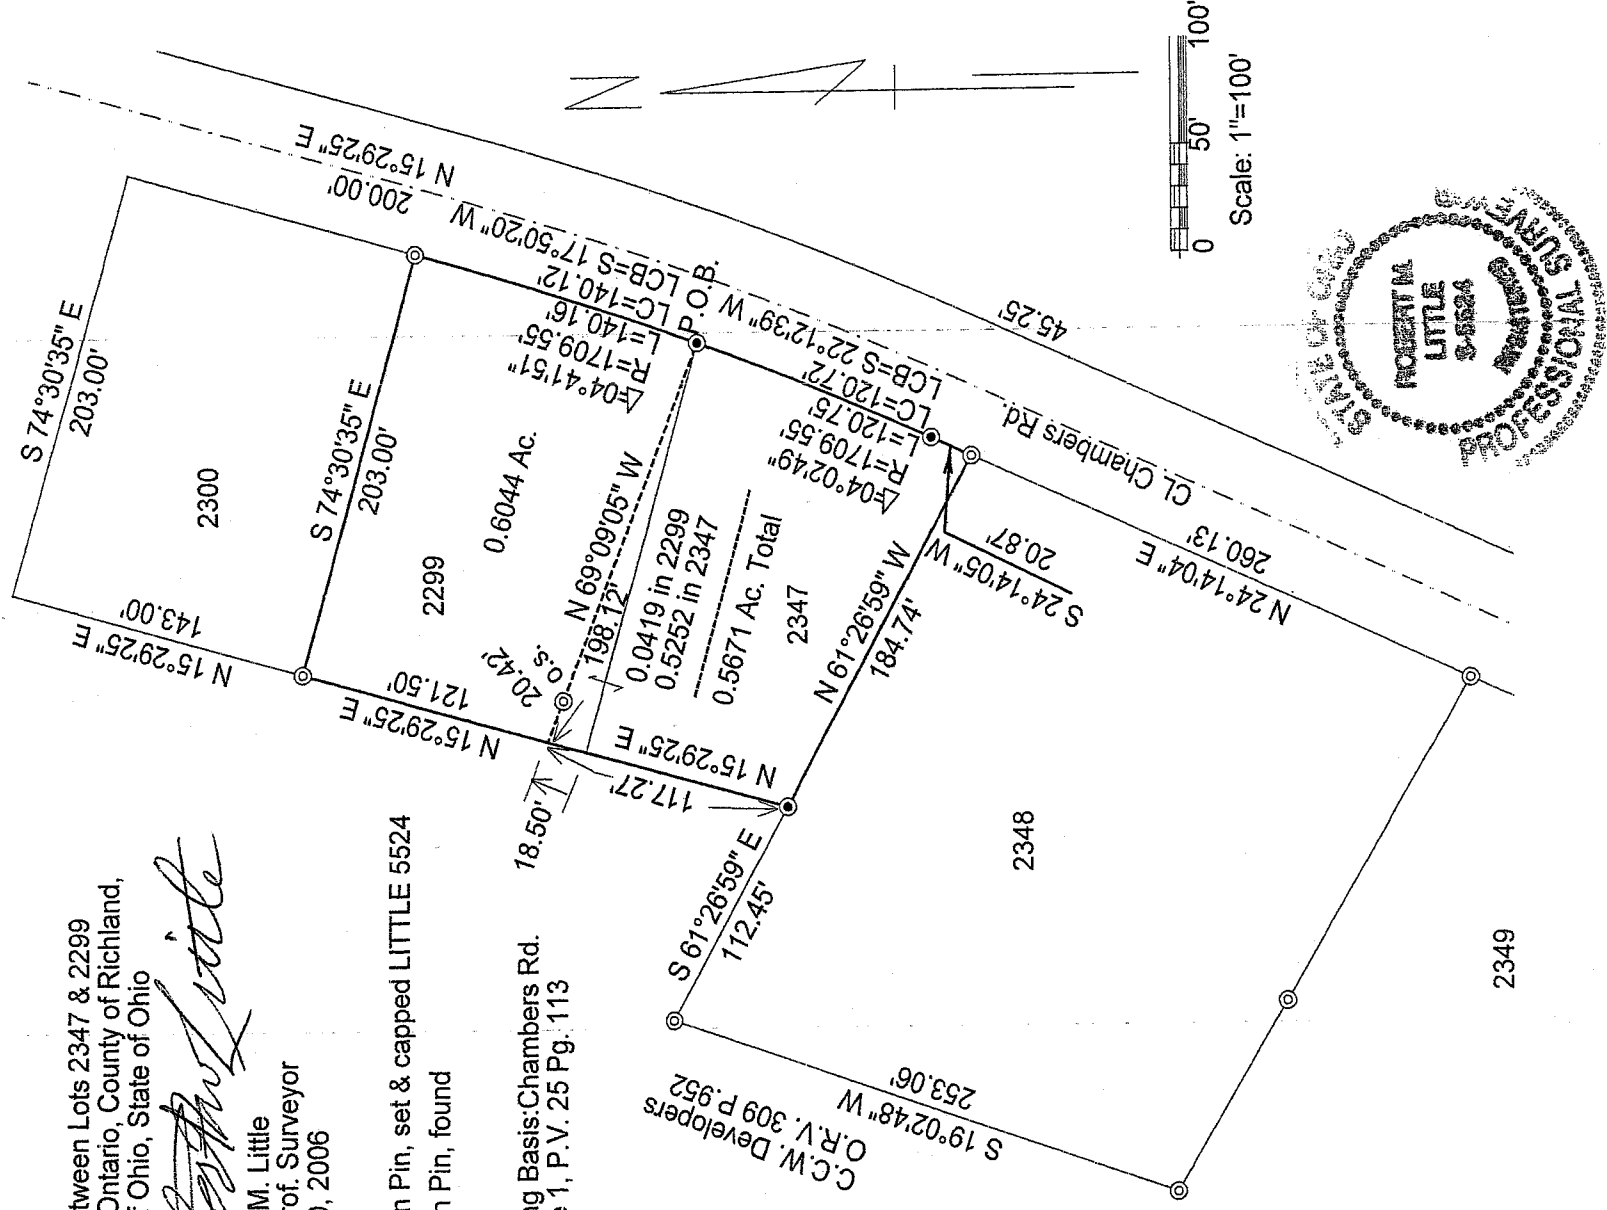 tween Lots 2347 & 2299
Ontario, County of Richland,
Ohio, State of Ohio
M. Little
rof. Surveyor
, 2006
n Pin, set & capped LITTLE 5524
n Pin, found
ng Basis:Chambers Rd.
e 1, P.V. 25 Pg. 113
S 74°30'35" E
203.00'
2300
N 15°29'25" E
143.00'
S 74°30'35" E
203.00'
N 15°29'25" E
200.00'
2299
0.6044 Ac.
N 15°29'25" E
121.50'
Δ=04°41'51"
R=1709.55'
L=140.16'
LC=140.12'
LCB=S 17°50'20" W
P.O.B.
20.42'
o.s.
N 69°09'05" W
198.12'
0.0419 in 2299
0.5252 in 2347
0.5671 Ac. Total
2347
18.50'
117.27'
N 15°29'25" E
Δ=04°02'49"
R=1709.55'
L=120.75'
LC=120.72'
LCB=S 22°12'39" W
45.25'
N 61°26'59" W
184.74'
S 24°14'05" W
20.87'
CL Chambers Rd.
N 24°14'04" E
260.13'
S 61°26'59" E
112.45'
2348
S 19°02'48" W
253.06'
C.C.W. Developers
O.R.V. 309 P.952
2349
N
0 50' 100'
Scale: 1"=100'
STATE OF OHIO
ROBERT M.
LITTLE
S-5524
PROFESSIONAL SURVEYOR